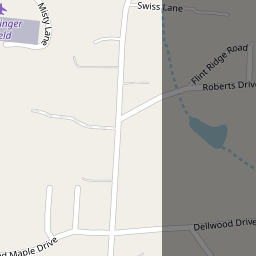 Swiss Lane
Misty Lane
Flint Ridge Road
Roberts Drive
Dellwood Drive
Maple Drive